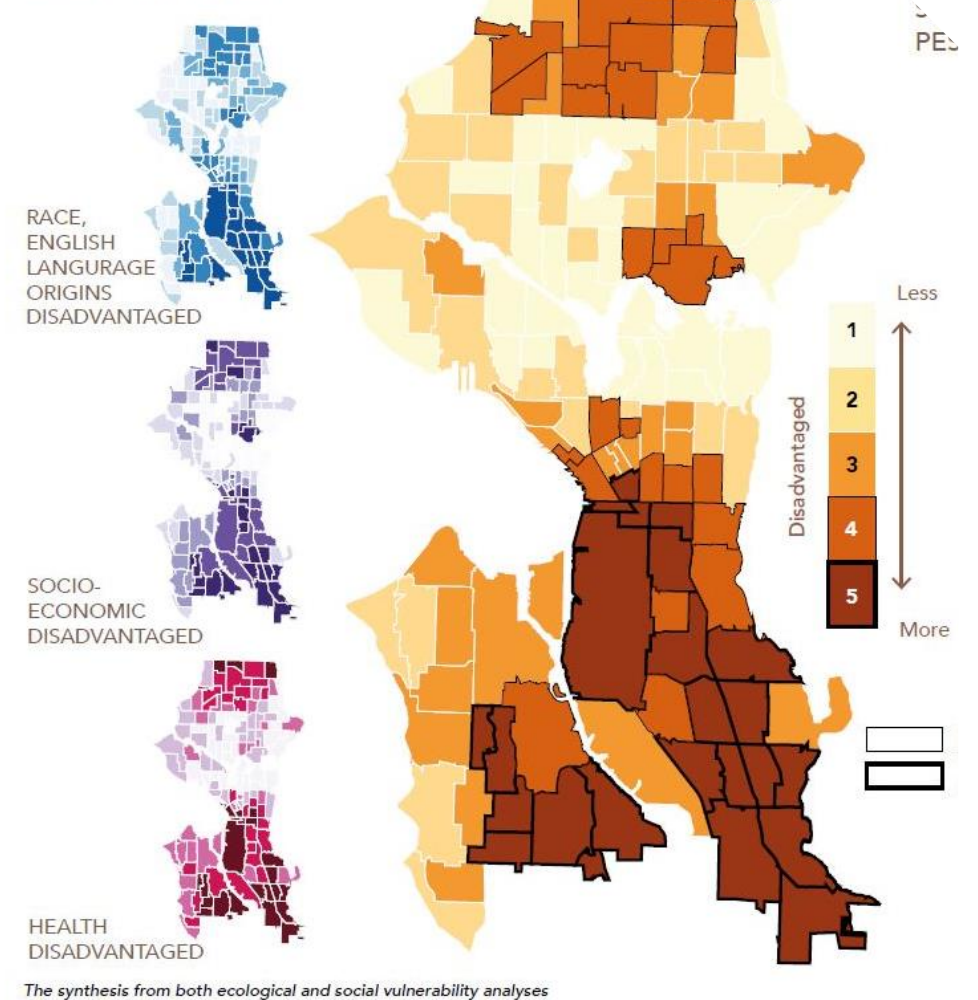 RACE,
ENGLISH
LANGURAGE
ORIGINS
DISADVANTAGED
SOCIO-
ECONOMIC
DISADVANTAGED
HEALTH
DISADVANTAGED
Less
1
2
3
4
5
Disadvantaged
More
The synthesis from both ecological and social vulnerability analyses